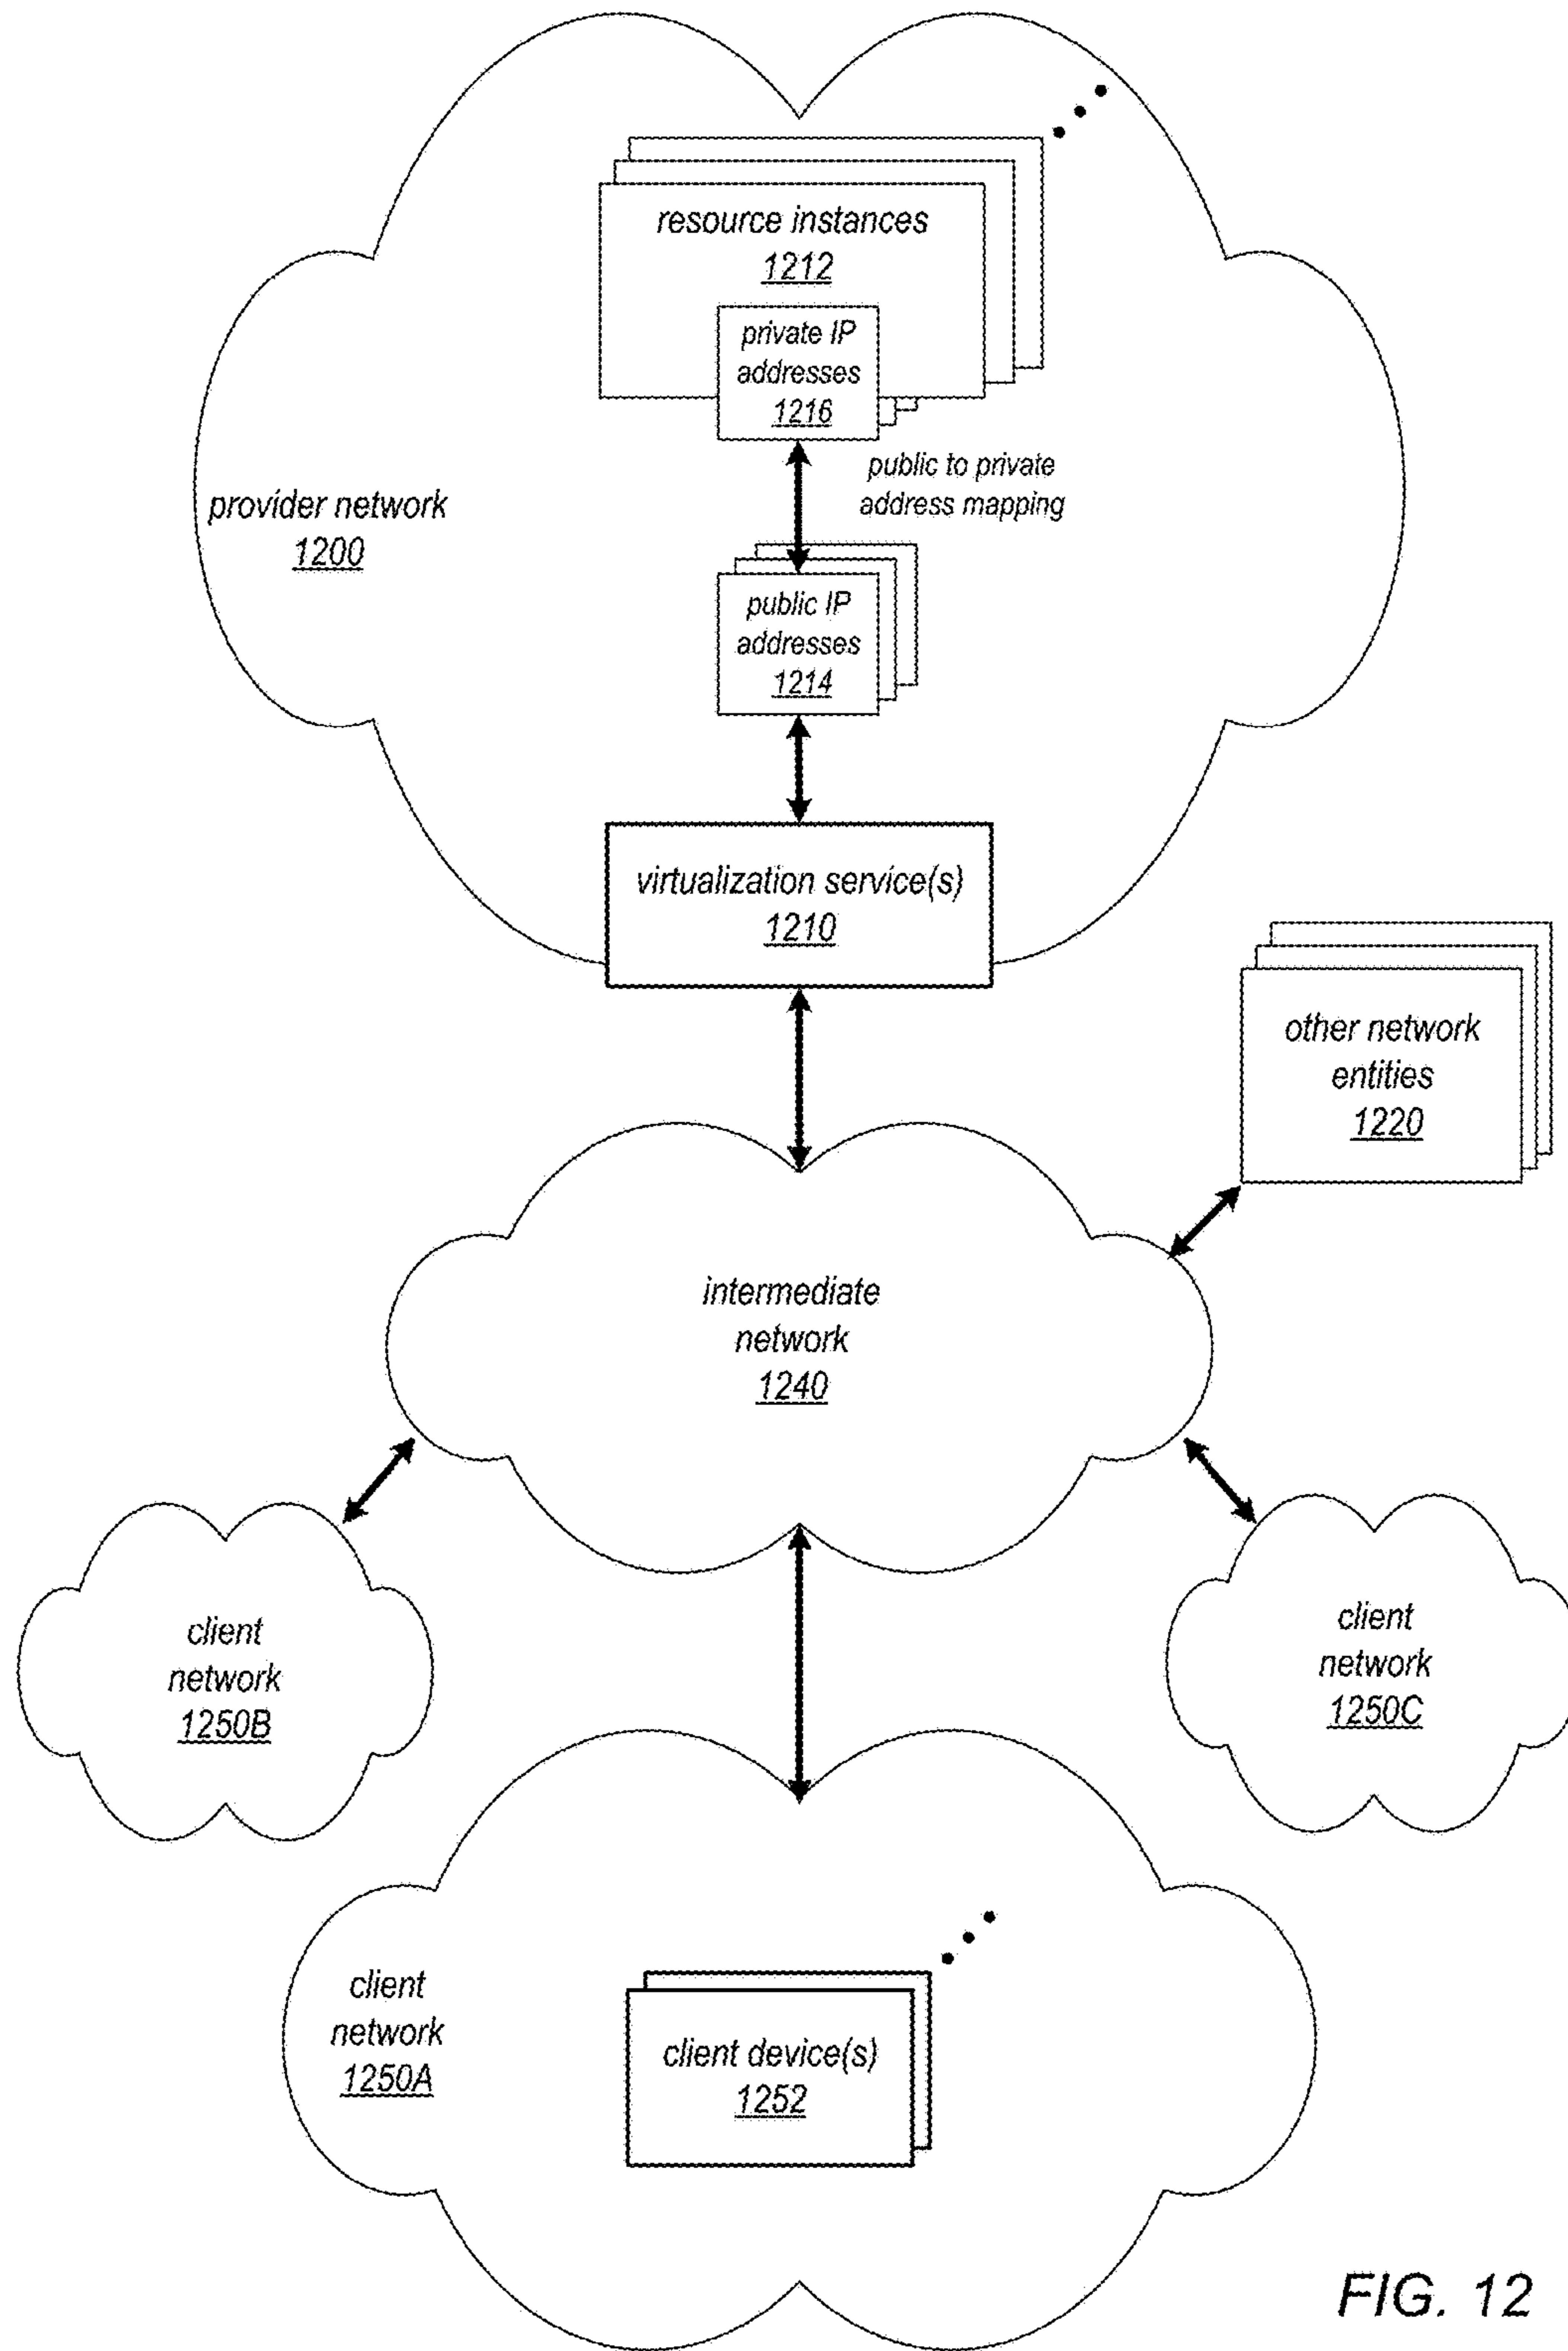 resource instances
1212
private IP
addresses
1216
public to private
address mapping
provider network
1200
public IP
addresses
1214
virtualization service(s)
1210
other network
entities
1220
intermediate
network
1240
client
network
1250B
client
network
1250C
client
network
1250A
client device(s)
1252
FIG. 12